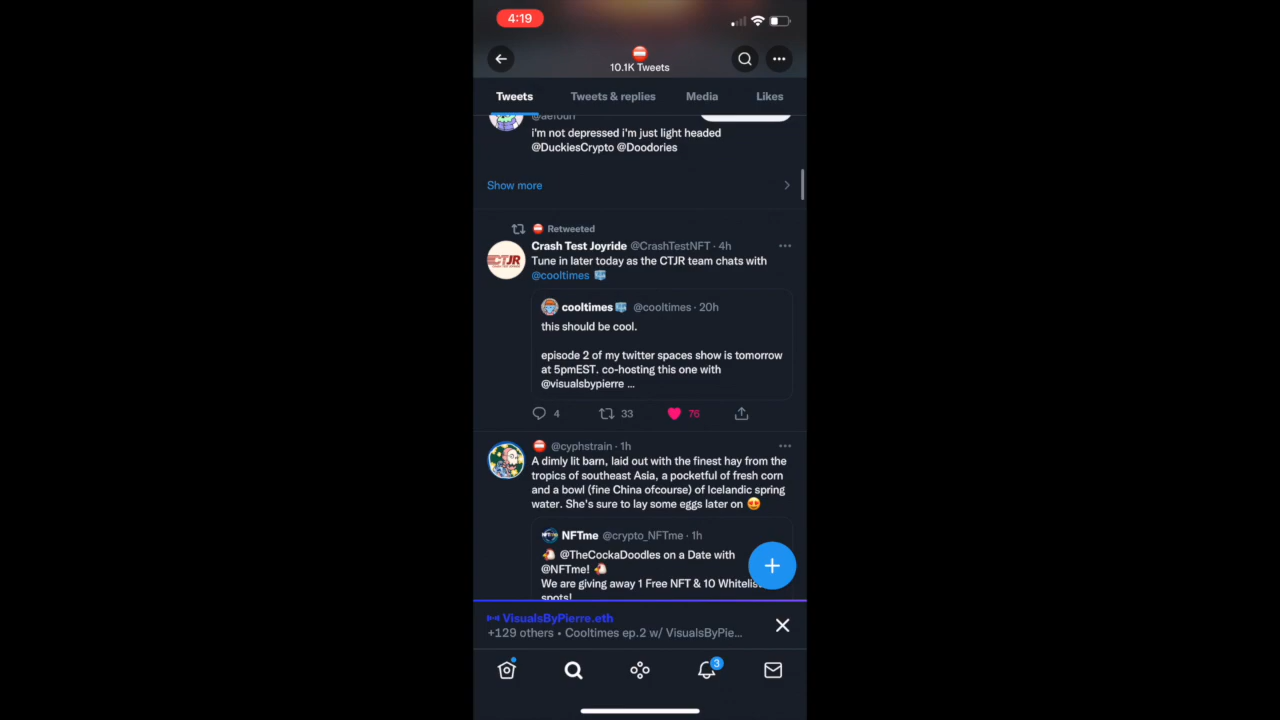 4:19
10.1K Tweets
Tweets Tweets & replies Media Likes
@aefouri
i'm not depressed i'm just light headed
@DuckiesCrypto @Doodories
Show more
Retweeted
Crash Test Joyride @CrashTestNFT · 4h
Tune in later today as the CTJR team chats with
@cooltimes
CTJR
cooltimes @cooltimes · 20h
this should be cool.
episode 2 of my twitter spaces show is tomorrow
at 5pmEST. co-hosting this one with
@visualsbypierre ...
4 33 76
@cyphstrain · 1h
A dimly lit barn, laid out with the finest hay from the
tropics of southeast Asia, a pocketful of fresh corn
and a bowl (fine China ofcourse) of Icelandic spring
water. She's sure to lay some eggs later on 😍
NFTme @crypto_NFTme · 1h
@TheCockaDoodles on a Date with
@NFTme!
We are giving away 1 Free NFT & 10 Whitelist
spots!
VisualsByPierre.eth
+129 others • Cooltimes ep.2 w/ VisualsByPie...
3